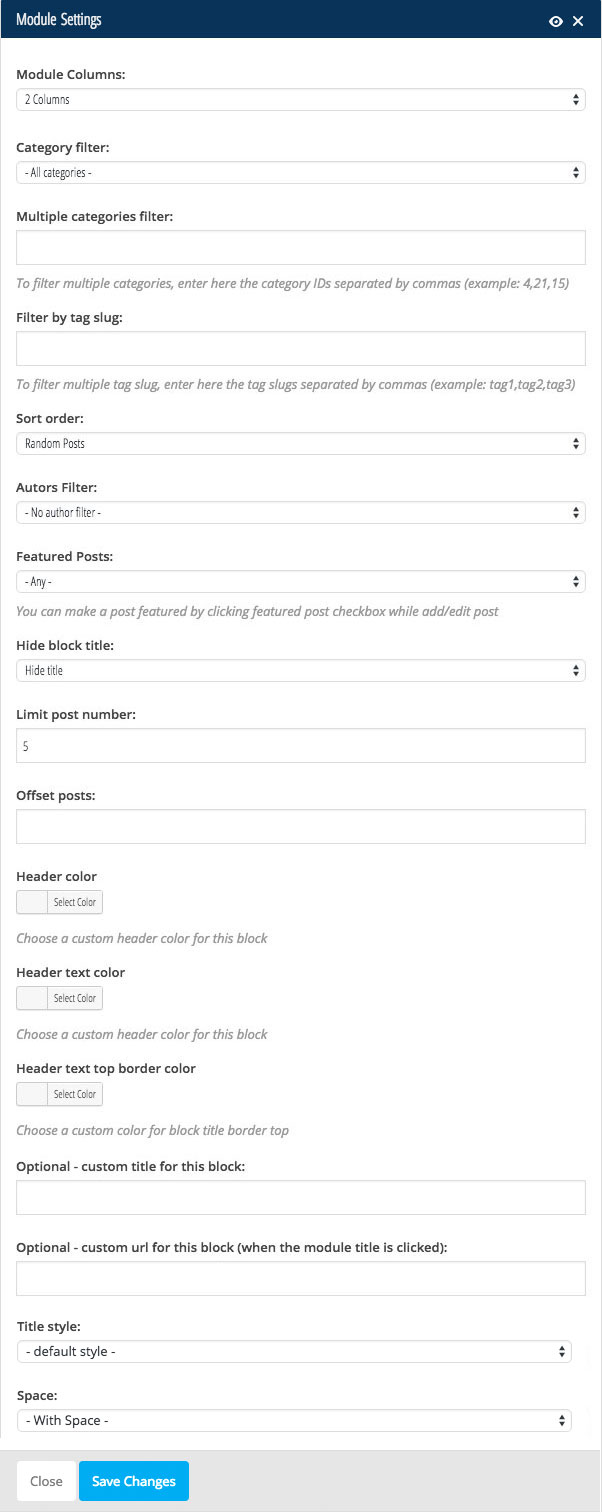 Module Settings
Module Columns:
2 Columns
Category filter:
- All categories -
Multiple categories filter:
To filter multiple categories, enter here the category IDs separated by commas (example: 4,21,15)
Filter by tag slug:
To filter multiple tag slug, enter here the tag slugs separated by commas (example: tag1,tag2,tag3)
Sort order:
Random Posts
Autors Filter:
- No author filter -
Featured Posts:
- Any -
You can make a post featured by clicking featured post checkbox while add/edit post
Hide block title:
Hide title
Limit post number:
5
Offset posts:
Header color
Select Color
Choose a custom header color for this block
Header text color
Select Color
Choose a custom header color for this block
Header text top border color
Select Color
Choose a custom color for block title border top
Optional - custom title for this block:
Optional - custom url for this block (when the module title is clicked):
Title style:
- default style -
Space:
- With Space -
Close Save Changes